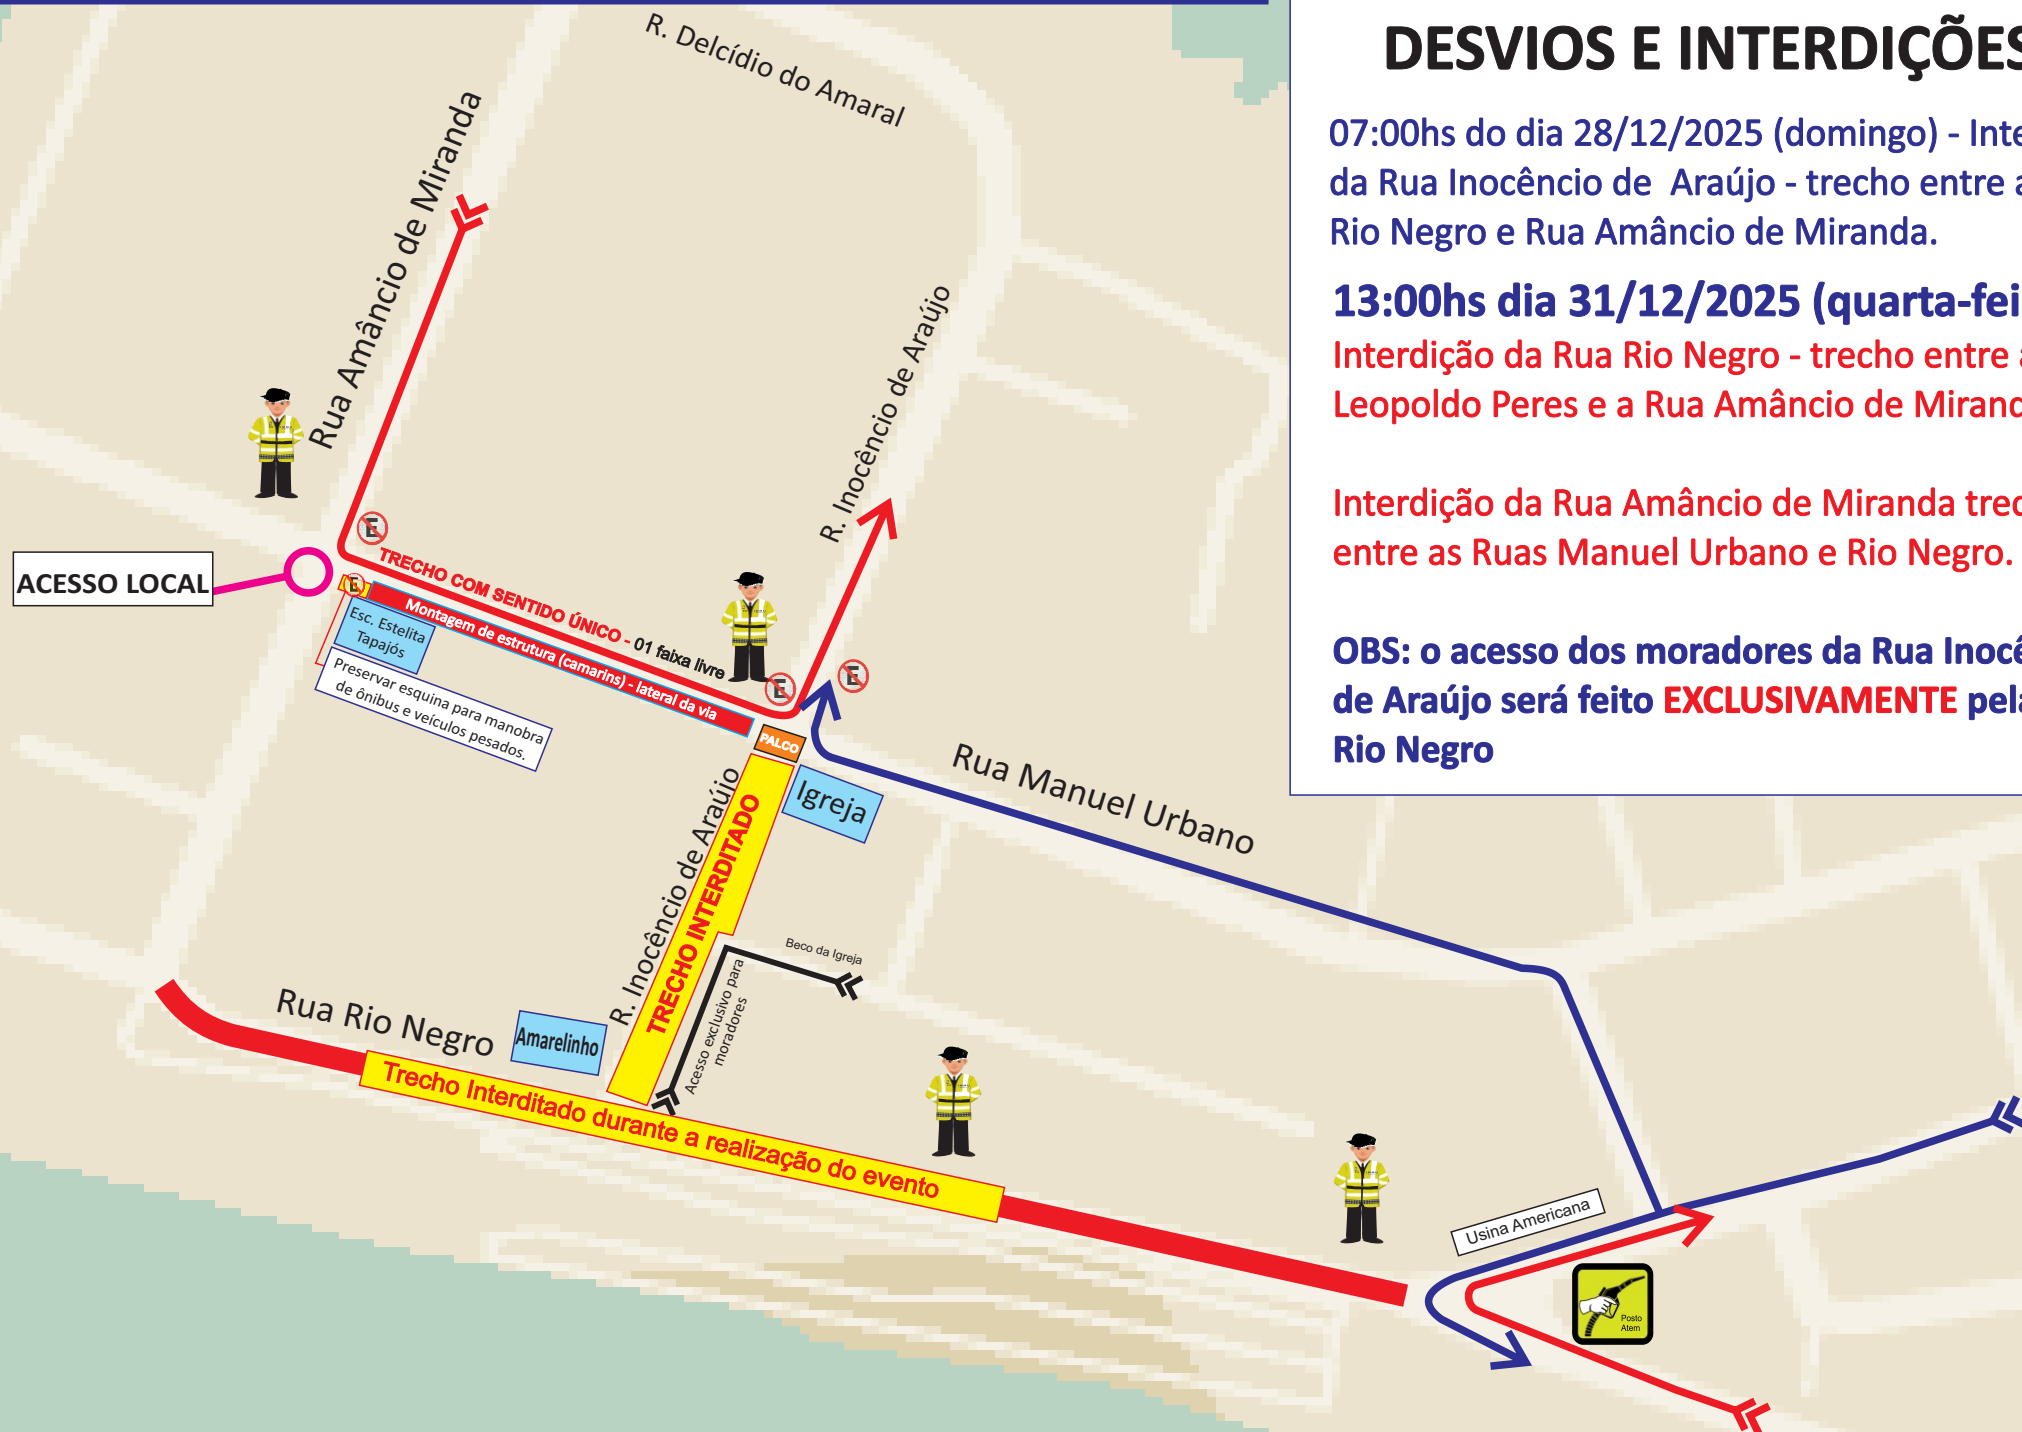 R. Delcídio do Amaral
Rua Amâncio de Miranda
R. Inocêncio de Araújo
ACESSO LOCAL
E
E
TRECHO COM SENTIDO ÚNICO - 01 faixa livre
Montagem de estrutura (camarins) - lateral da via
Esc. Estelita
Tapajós
Preservar esquina para manobra
de ônibus e veículos pesados.
E
E
PALCO
Igreja
Rua Manuel Urbano
R. Inocêncio de Araújo
TRECHO INTERDITADO
Beco da Igreja
Acesso exclusivo para
moradores
Rua Rio Negro
Amarelinho
Trecho Interditado durante a realização do evento
Usina Americana
Posto
Atem
DESVIOS E INTERDIÇÕES
07:00hs do dia 28/12/2025 (domingo) - Inte
da Rua Inocêncio de Araújo - trecho entre a
Rio Negro e Rua Amâncio de Miranda.
13:00hs dia 31/12/2025 (quarta-fei
Interdição da Rua Rio Negro - trecho entre a
Leopoldo Peres e a Rua Amâncio de Mirand
Interdição da Rua Amâncio de Miranda trec
entre as Ruas Manuel Urbano e Rio Negro.
OBS: o acesso dos moradores da Rua Inocê
de Araújo será feito EXCLUSIVAMENTE pela
Rio Negro